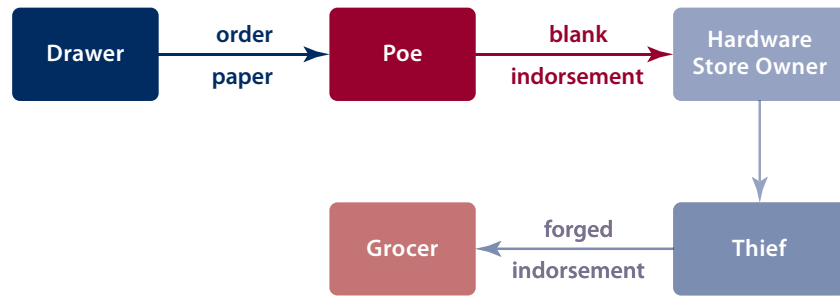 Drawer
order
paper
Poe
blank
indorsement
Hardware
Store Owner
Grocer
forged
indorsement
Thief